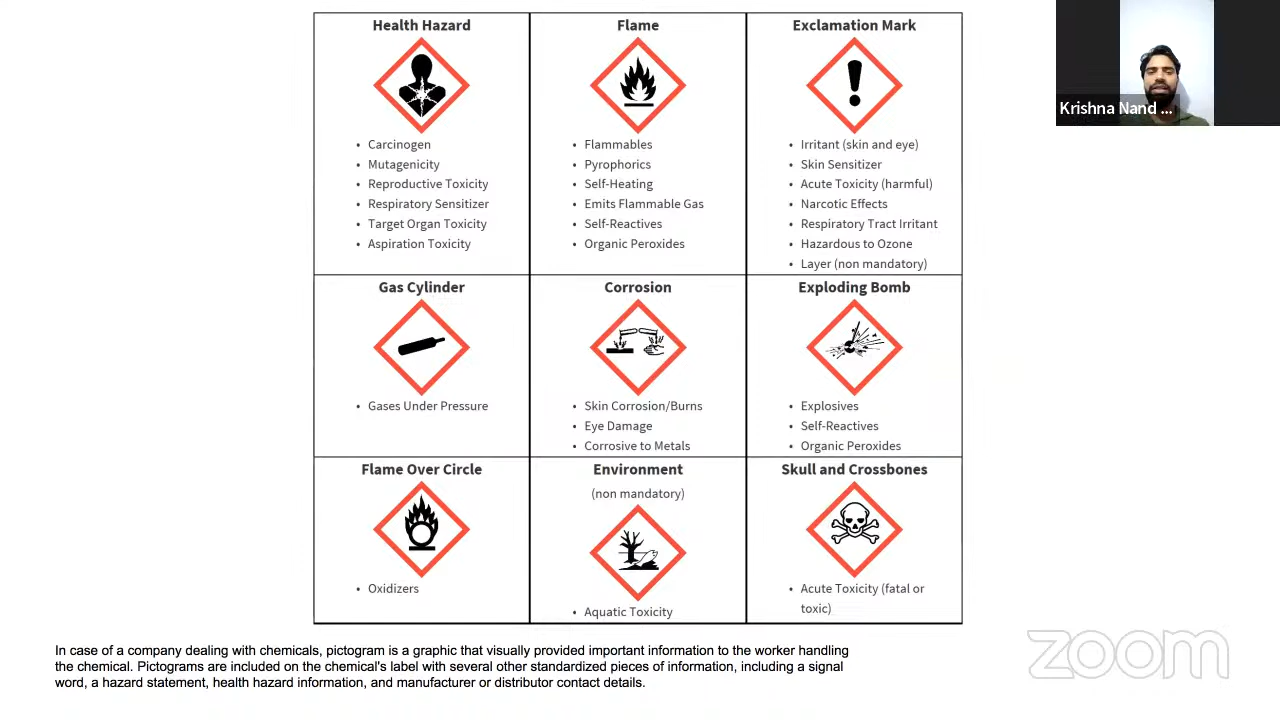 Health Hazard
• Carcinogen
• Mutagenicity
• Reproductive Toxicity
• Respiratory Sensitizer
• Target Organ Toxicity
• Aspiration Toxicity
Flame
• Flammables
• Pyrophorics
• Self-Heating
• Emits Flammable Gas
• Self-Reactives
• Organic Peroxides
Exclamation Mark
• Irritant (skin and eye)
• Skin Sensitizer
• Acute Toxicity (harmful)
• Narcotic Effects
• Respiratory Tract Irritant
• Hazardous to Ozone
• Layer (non mandatory)
Gas Cylinder
• Gases Under Pressure
Corrosion
• Skin Corrosion/Burns
• Eye Damage
• Corrosive to Metals
Exploding Bomb
• Explosives
• Self-Reactives
• Organic Peroxides
Flame Over Circle
• Oxidizers
Environment
(non mandatory)
• Aquatic Toxicity
Skull and Crossbones
• Acute Toxicity (fatal or
toxic)
In case of a company dealing with chemicals, pictogram is a graphic that visually provided important information to the worker handling
the chemical. Pictograms are included on the chemical's label with several other standardized pieces of information, including a signal
word, a hazard statement, health hazard information, and manufacturer or distributor contact details.
Krishna Nand ...
zoom